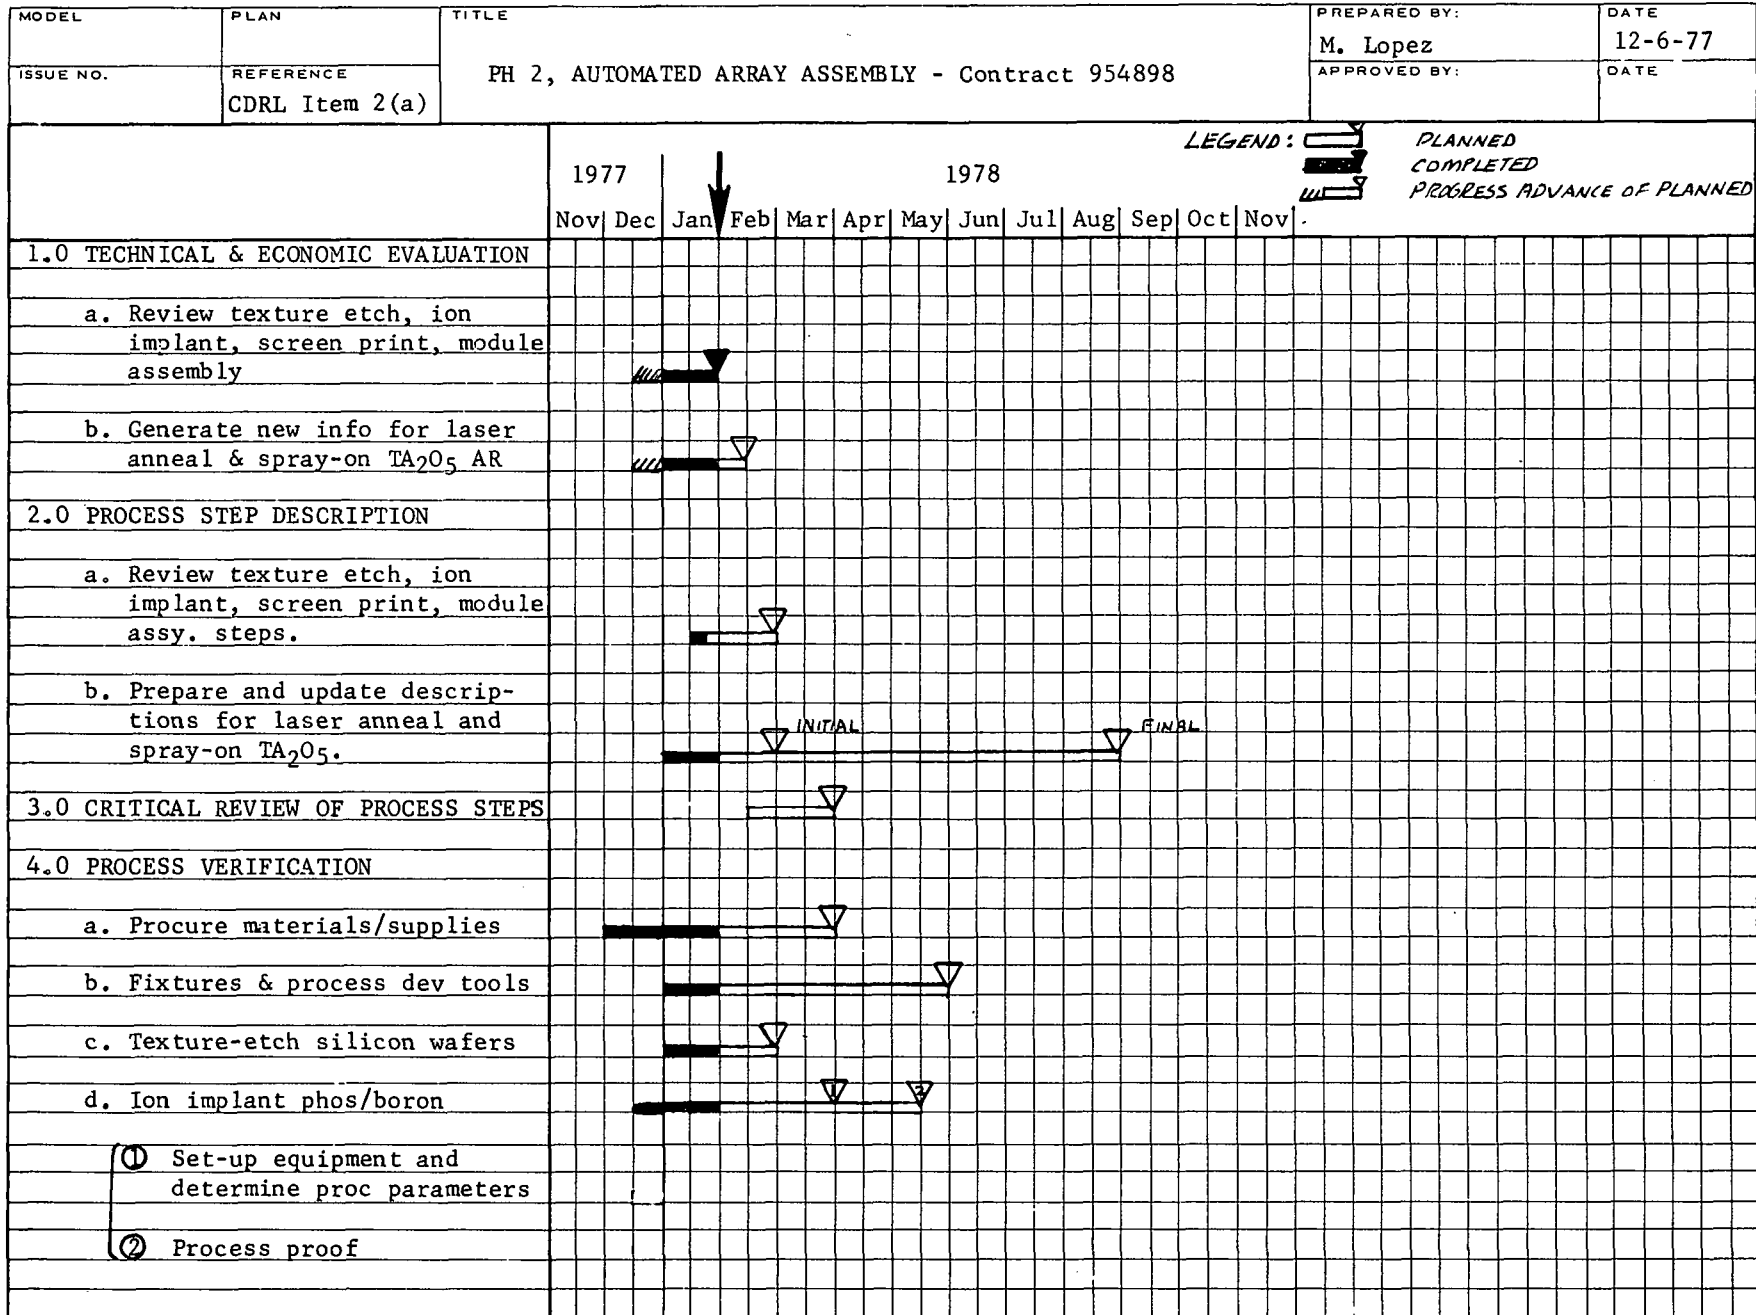 MODEL
PLAN
TITLE
PREPARED BY:
DATE
M. Lopez
12-6-77
ISSUE NO.
REFERENCE
PH 2, AUTOMATED ARRAY ASSEMBLY - Contract 954898
APPROVED BY:
DATE
CDRL Item 2(a)
LEGEND: PLANNED
COMPLETED
PROGRESS ADVANCE OF PLANNED
1977
1978
Nov Dec Jan Feb Mar Apr May Jun Jul Aug Sep Oct Nov
1.0 TECHNICAL & ECONOMIC EVALUATION
a. Review texture etch, ion
implant, screen print, module
assembly
b. Generate new info for laser
anneal & spray-on TA2O5 AR
2.0 PROCESS STEP DESCRIPTION
a. Review texture etch, ion
implant, screen print, module
assy. steps.
b. Prepare and update descrip-
tions for laser anneal and
spray-on TA2O5.
INITIAL
FINAL
3.0 CRITICAL REVIEW OF PROCESS STEPS
4.0 PROCESS VERIFICATION
a. Procure materials/supplies
b. Fixtures & process dev tools
c. Texture-etch silicon wafers
d. Ion implant phos/boron
1
2
① Set-up equipment and
determine proc parameters
② Process proof